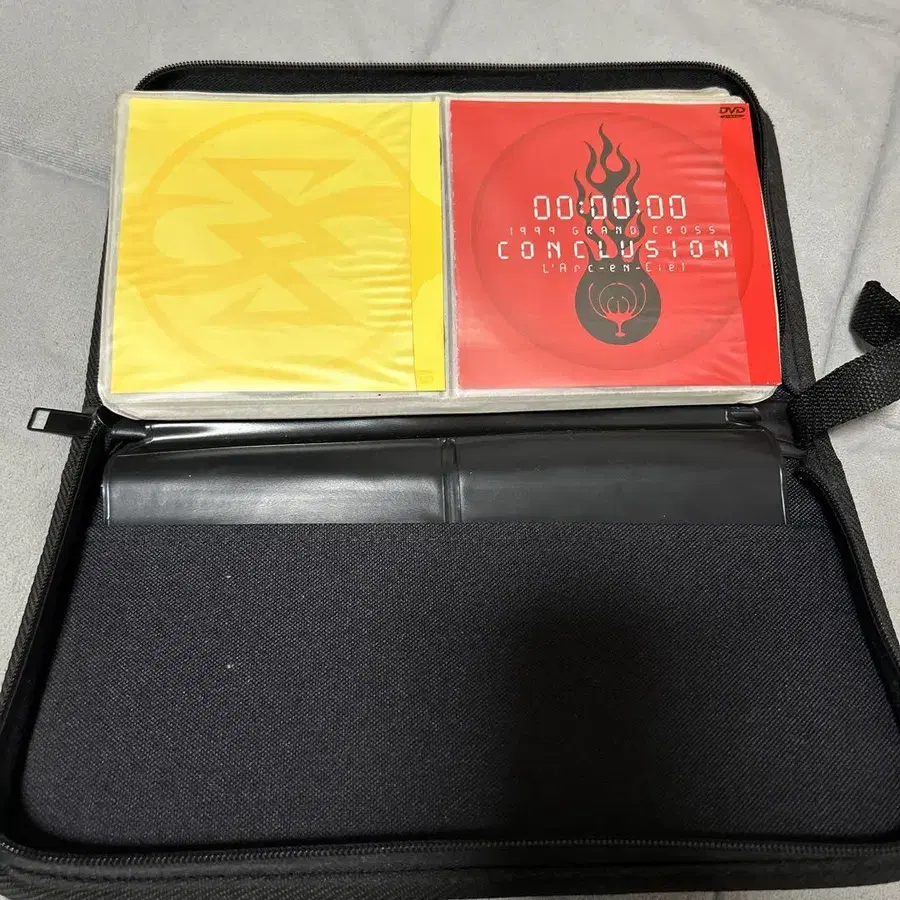 DVD
00:00:00
1999 GRAND CROSS
CONCLUSION
L'Arc-en-Ciel